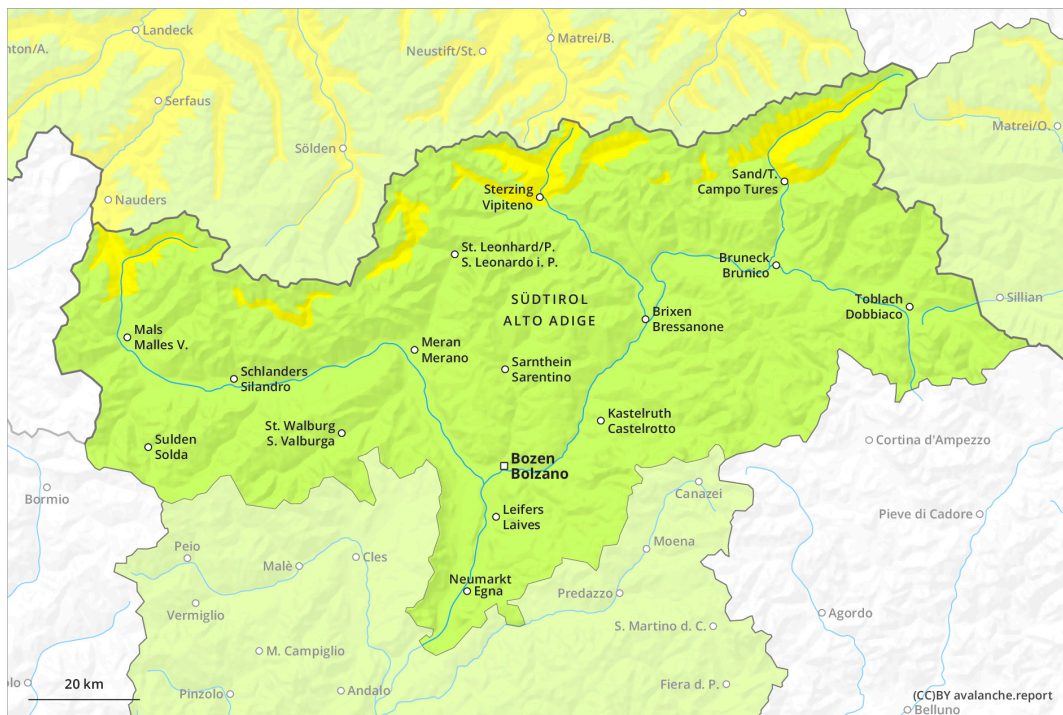 Landeck
nton/A.
Neustift/St.
Matrei/B.
Serfaus
Sölden
Matrei/O.
Nauders
Sterzing
Vipiteno
Sand/T.
Campo Tures
St. Leonhard/P.
S. Leonardo i. P.
Bruneck
Brunico
SÜDTIROL
ALTO ADIGE
Toblach
Dobbiaco
Sillian
Brixen
Bressanone
Mals
Malles V.
Meran
Merano
Sarnthein
Sarentino
Schlanders
Silandro
Kastelruth
Castelrotto
St. Walburg
S. Valburga
Sulden
Solda
Cortina d'Ampezzo
Bozen
Bolzano
Bormio
Canazei
Leifers
Laives
Pieve di Cadore
Peio
Cles
Malè
Moena
Neumarkt
Egna
Predazzo
Vermiglio
Agordo
S. Martino d. C.
M. Campiglio
olo
20 km
Pinzolo
Andalo
Fiera d. P.
(CC)BY avalanche.report
Belluno